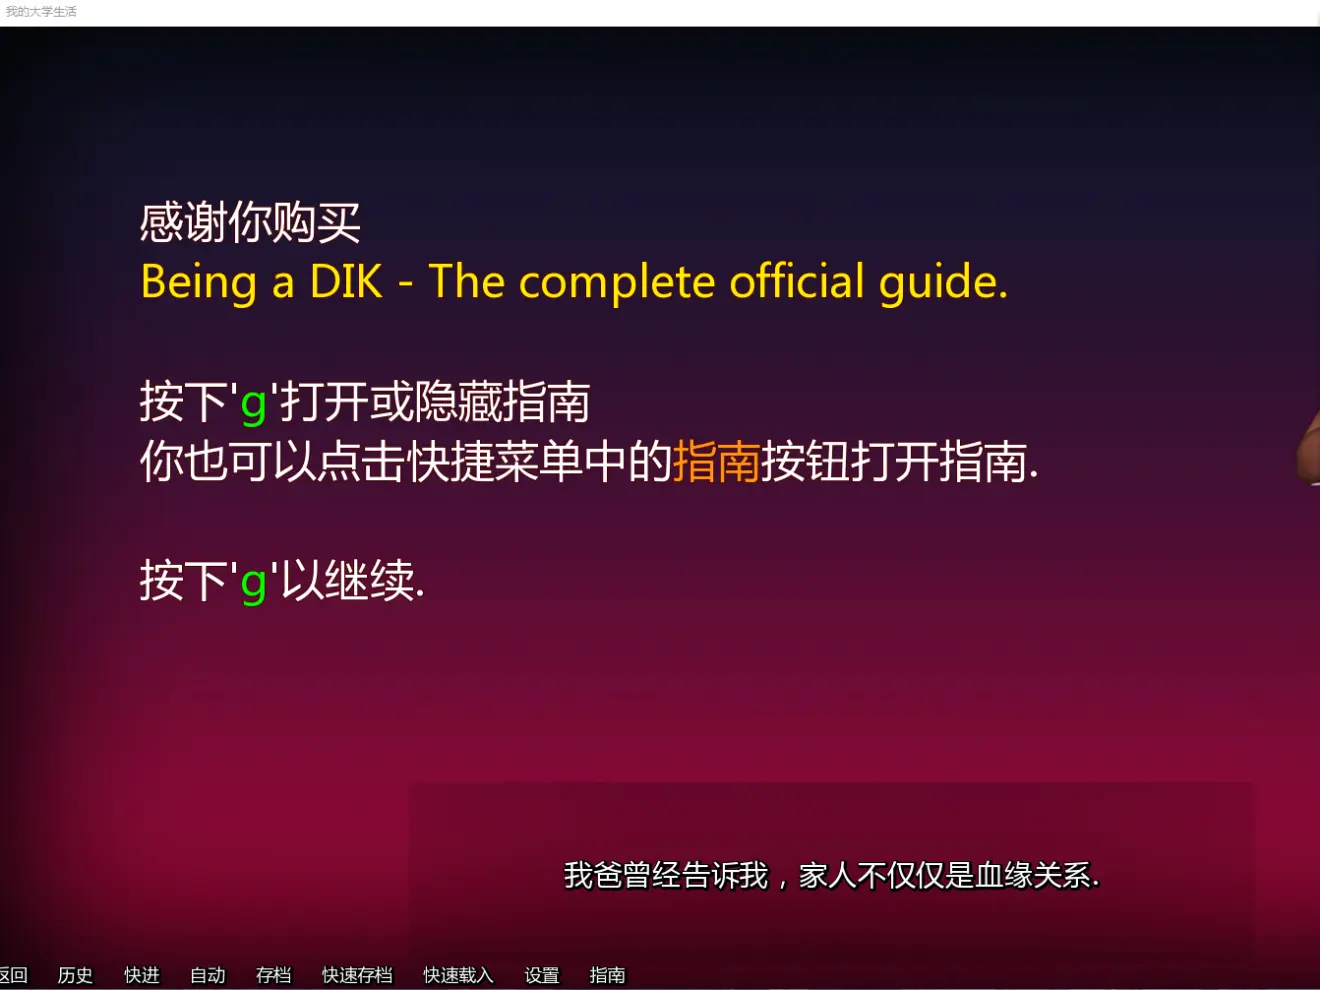 我的大学生活
感谢你购买
Being a DIK - The complete official guide.
按下'g'打开或隐藏指南
你也可以点击快捷菜单中的指南按钮打开指南.
按下'g'以继续.
我爸曾经告诉我，家人不仅仅是血缘关系.
返回 历史 快进 自动 存档 快速存档 快速载入 设置 指南